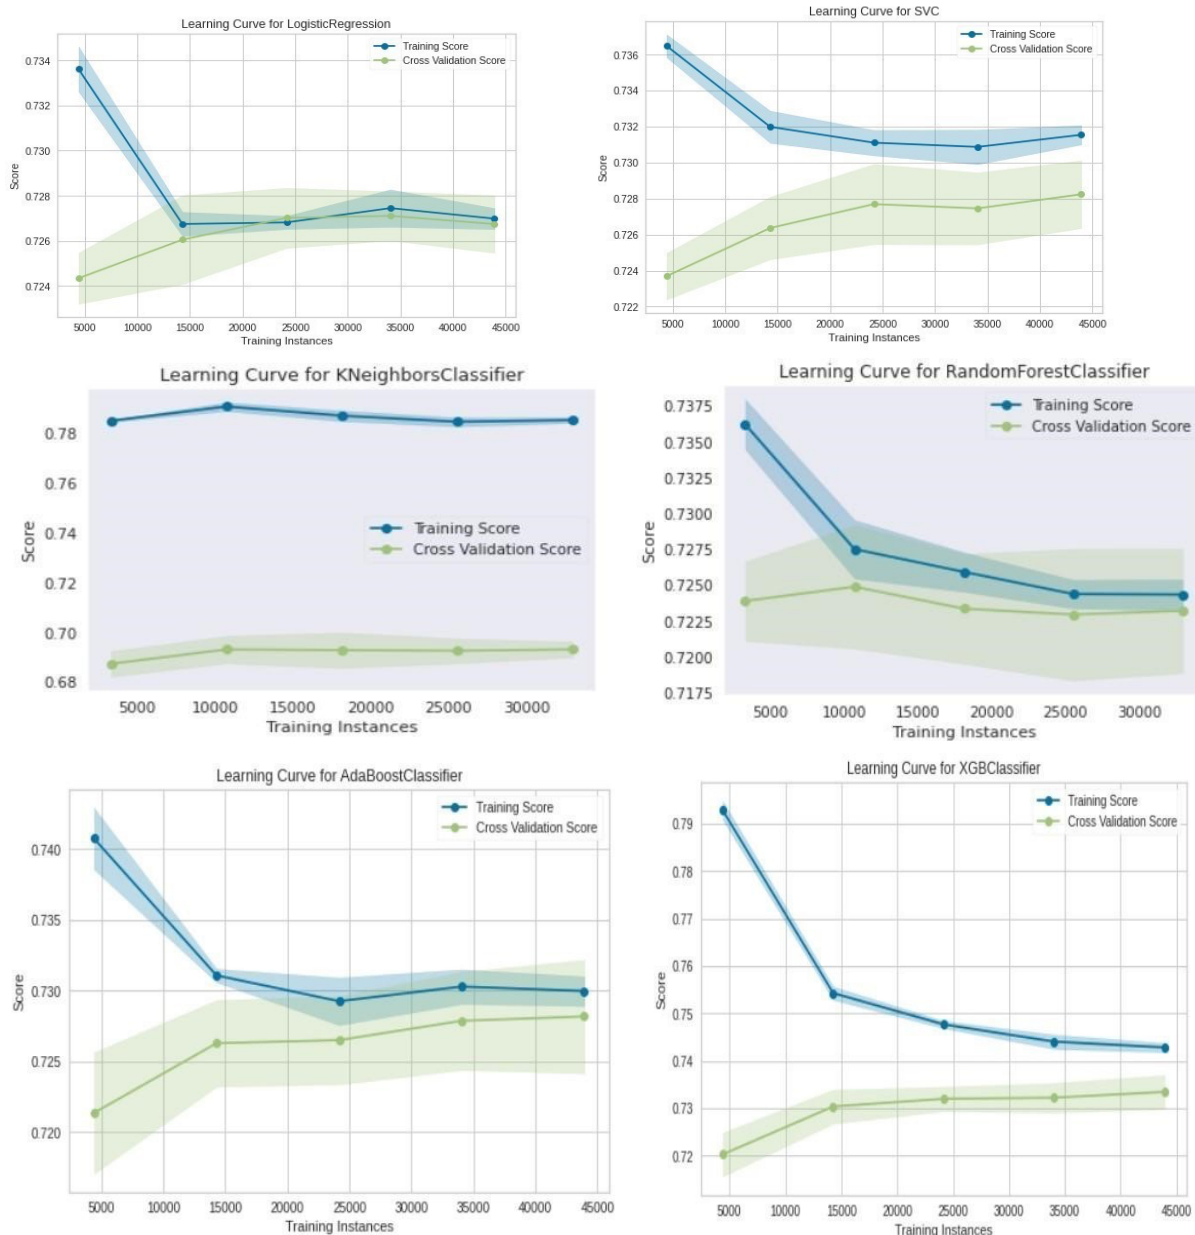 Learning Curve for LogisticRegression
Training Score
Cross Validation Score
0.734
0.732
0.730
0.728
0.726
0.724
Score
5000 10000 15000 20000 25000 30000 35000 40000 45000
Training Instances
Learning Curve for SVC
Training Score
Cross Validation Score
0.736
0.734
0.732
0.730
0.728
0.726
0.724
0.722
Score
5000 10000 15000 20000 25000 30000 35000 40000 45000
Training Instances
Learning Curve for KNeighborsClassifier
0.78
0.76
0.74
0.72
0.70
0.68
Score
Training Score
Cross Validation Score
5000 10000 15000 20000 25000 30000
Training Instances
Learning Curve for RandomForestClassifier
Training Score
Cross Validation Score
0.7375
0.7350
0.7325
0.7300
0.7275
0.7250
0.7225
0.7200
0.7175
Score
5000 10000 15000 20000 25000 30000
Training Instances
Learning Curve for AdaBoostClassifier
Training Score
Cross Validation Score
0.740
0.735
0.730
0.725
0.720
Score
5000 10000 15000 20000 25000 30000 35000 40000 45000
Training Instances
Learning Curve for XGBClassifier
Training Score
Cross Validation Score
0.79
0.78
0.77
0.76
0.75
0.74
0.73
0.72
Score
5000 10000 15000 20000 25000 30000 35000 40000 45000
Training Instances